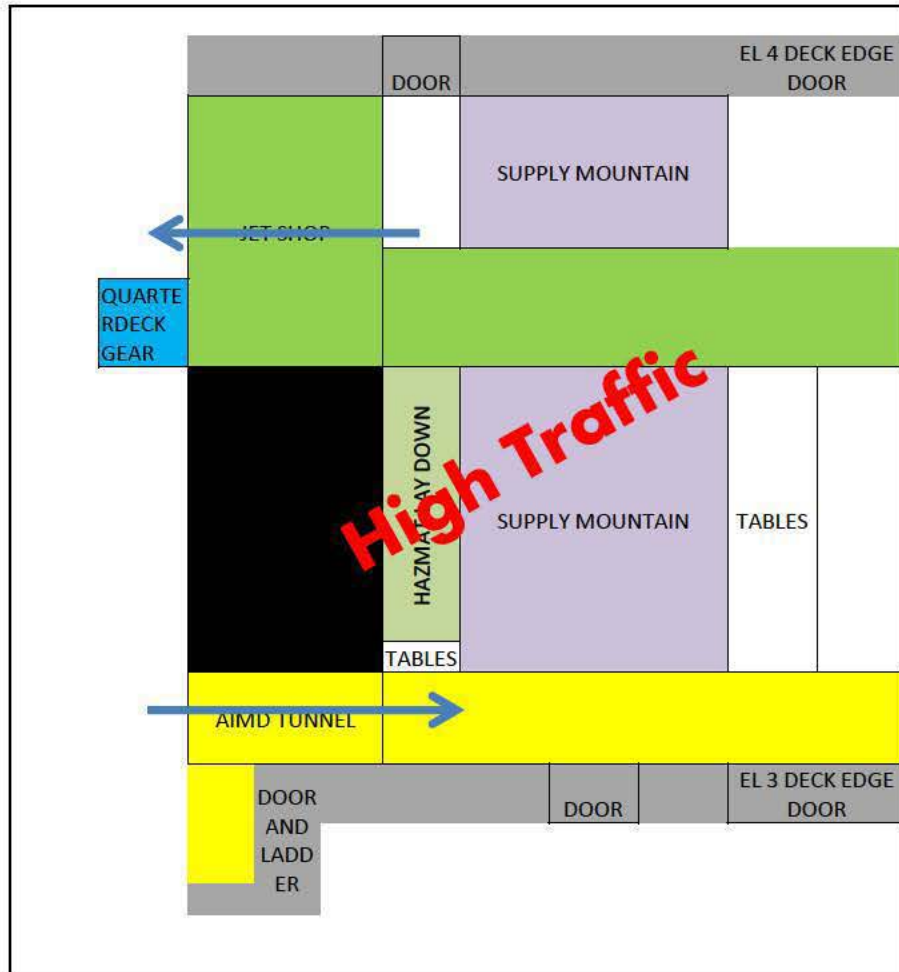 DOOR
EL 4 DECK EDGE
DOOR
SUPPLY MOUNTAIN
JET SHOP
QUARTE
RDECK
GEAR
High Traffic
HAZMAT LAY DOWN
SUPPLY MOUNTAIN
TABLES
TABLES
AIMD TUNNEL
DOOR
AND
LADD
ER
DOOR
EL 3 DECK EDGE
DOOR